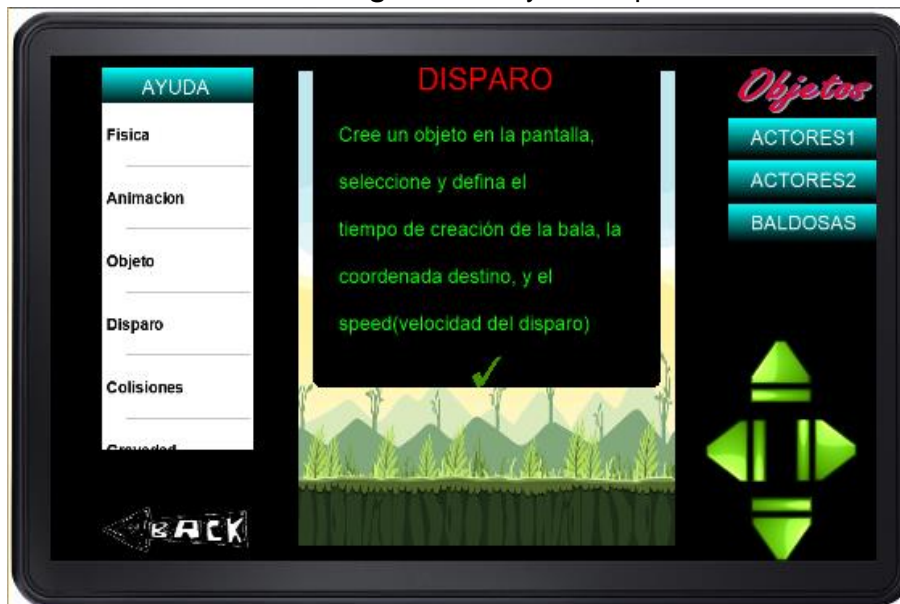 AYUDA
Fisica
Animacion
Objeto
Disparo
Colisiones
Gravedad
BACK
DISPARO
Cree un objeto en la pantalla,
seleccione y defina el
tiempo de creación de la bala, la
coordenada destino, y el
speed(velocidad del disparo)
Objetos
ACTORES1
ACTORES2
BALDOSAS